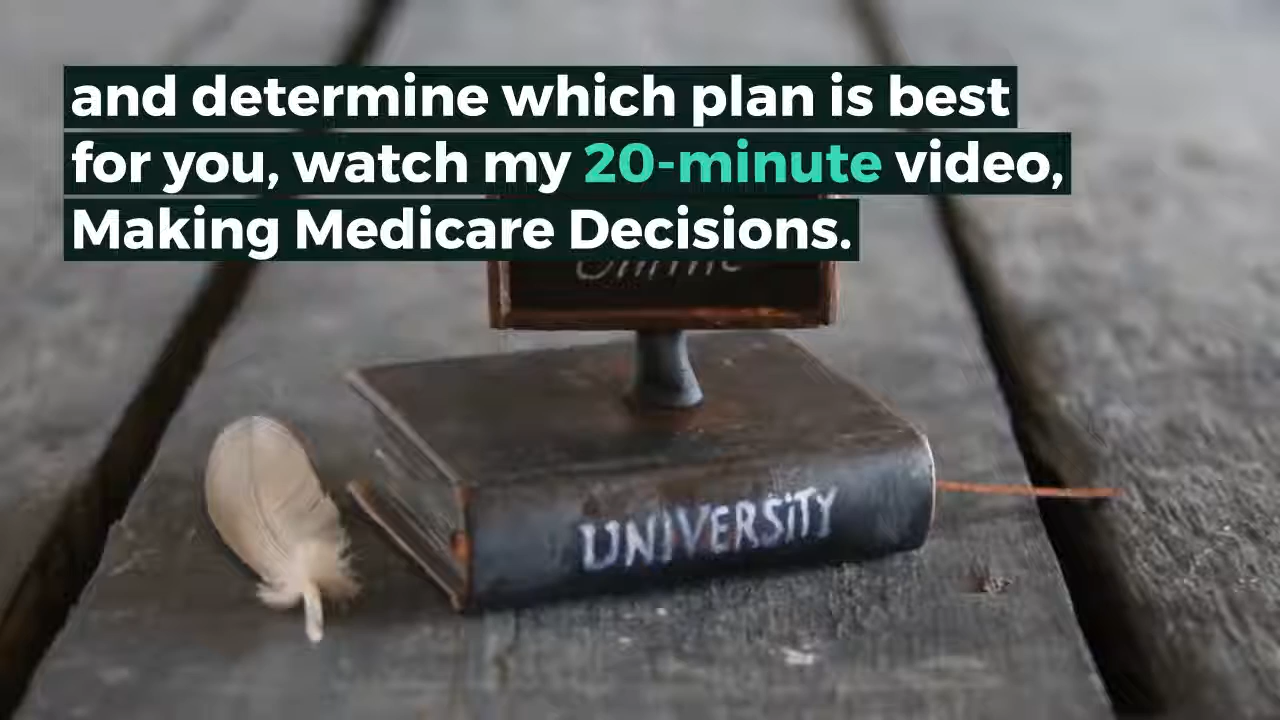 and determine which plan is best
for you, watch my 20-minute video,
Making Medicare Decisions.
UNIVERSITY